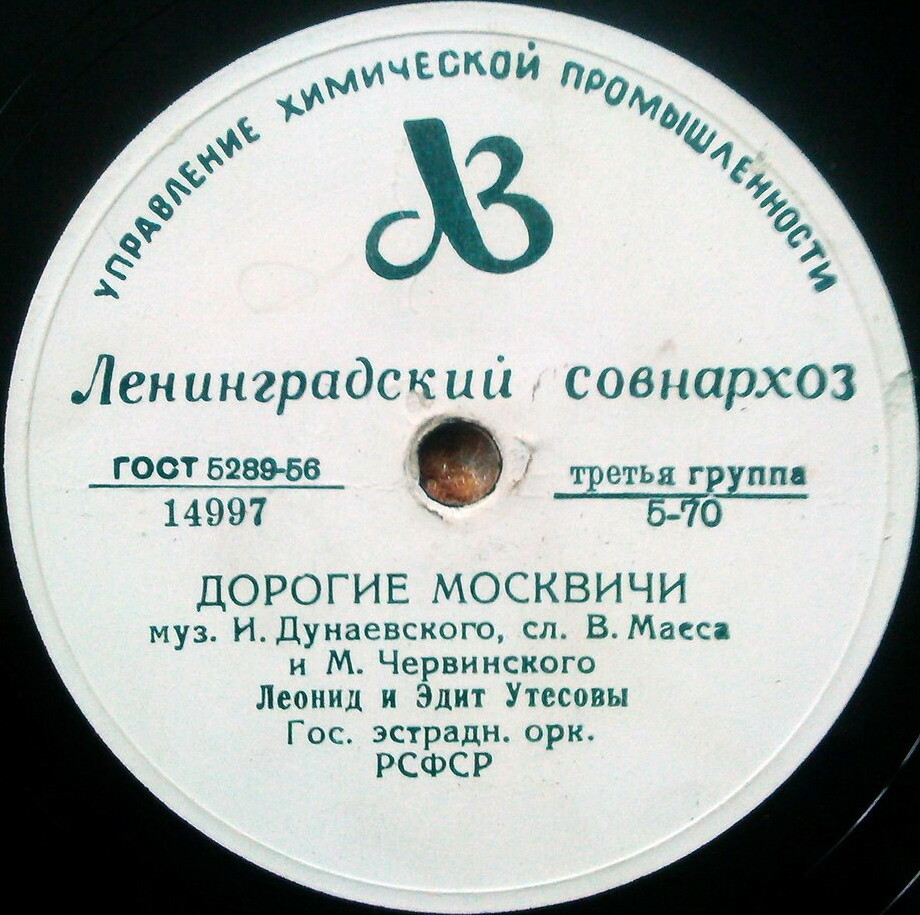 УПРАВЛЕНИЕ ХИМИЧЕСКОЙ ПРОМЫШЛЕННОСТИ
ЛЗ
Ленинградский совнархоз
ГОСТ 5289-56
14997
третья группа
5-70
ДОРОГИЕ МОСКВИЧИ
муз. И. Дунаевского, сл. В. Масса
и М. Червинского
Леонид и Эдит Утесовы
Гос. эстрадн. орк.
РСФСР